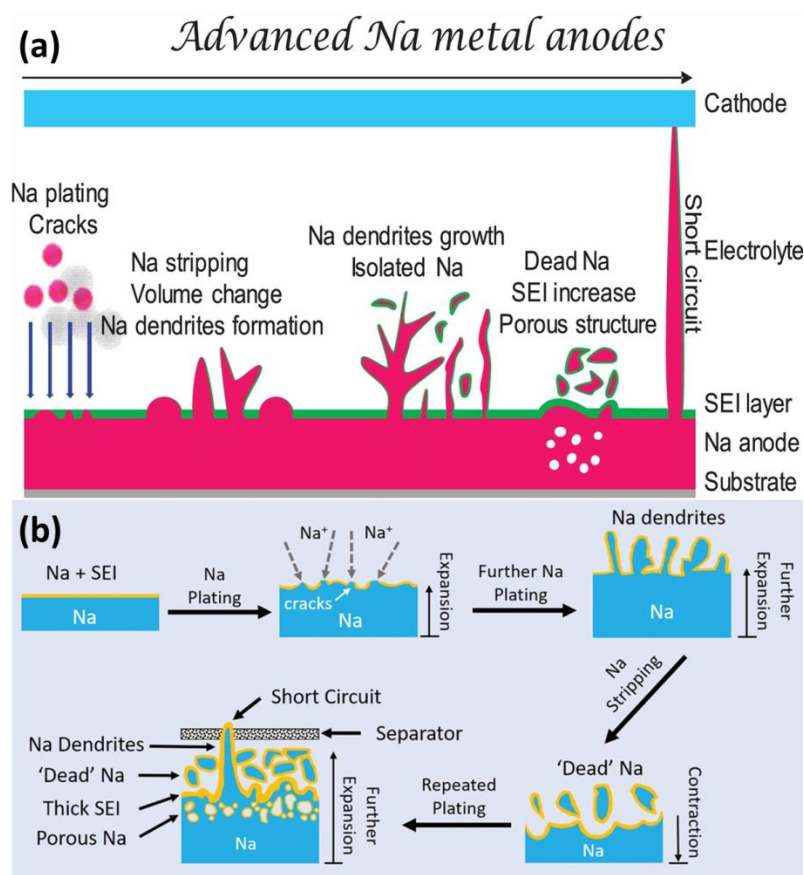 (a)
Advanced Na metal anodes
Cathode
Na plating
Cracks
Na stripping
Volume change
Na dendrites formation
Na dendrites growth
Isolated Na
Dead Na
SEI increase
Porous structure
Short circuit
Electrolyte
SEI layer
Na anode
Substrate
(b)
Na + SEI
Na
Na
Plating
Na⁺ Na⁺
cracks
Na
Expansion
Further Na
Plating
Na dendrites
Na
Further
Expansion
Na
Stripping
'Dead' Na
Na
Contraction
Repeated
Plating
Short Circuit
Separator
Na Dendrites
'Dead' Na
Thick SEI
Porous Na
Na
Further
Expansion